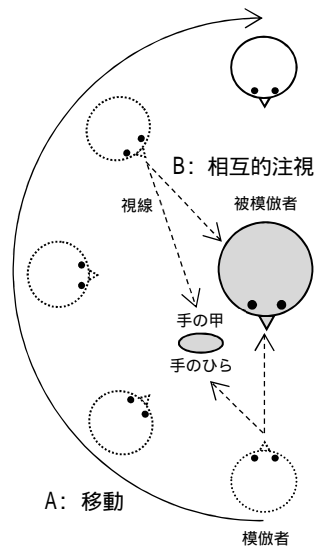 B: 相互的注視
視線
被模倣者
手の甲
手のひら
A: 移動
模倣者